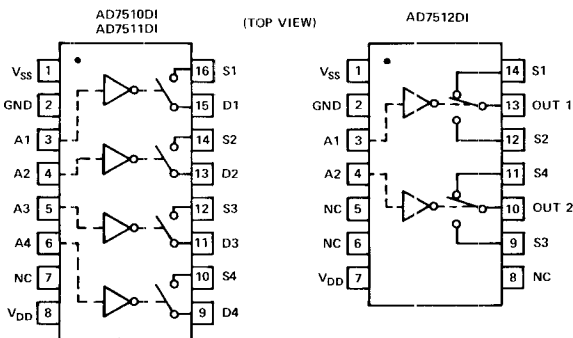 AD7510DI
AD7511DI
(TOP VIEW)
VSS 1
GND 2
A1 3
A2 4
A3 5
A4 6
NC 7
VDD 8
16 S1
15 D1
14 S2
13 D2
12 S3
11 D3
10 S4
9 D4
AD7512DI
VSS 1
GND 2
A1 3
A2 4
NC 5
NC 6
VDD 7
14 S1
13 OUT 1
12 S2
11 S4
10 OUT 2
9 S3
8 NC